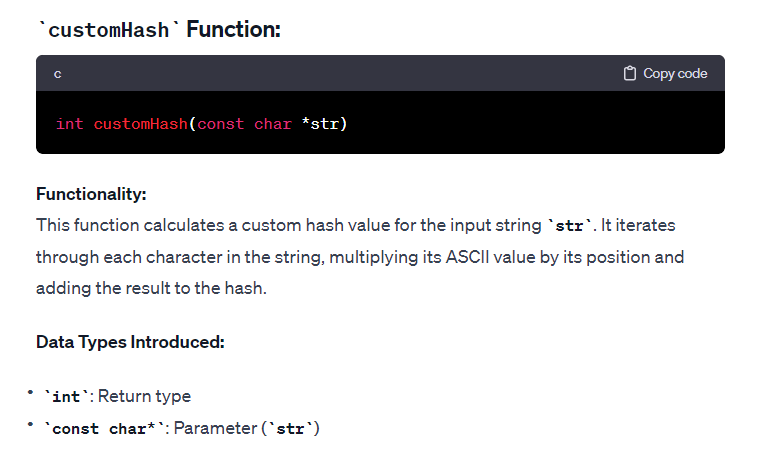 `customHash` Function:
c Copy code
int customHash(const char *str)
Functionality:
This function calculates a custom hash value for the input string `str`. It iterates
through each character in the string, multiplying its ASCII value by its position and
adding the result to the hash.
Data Types Introduced:
• `int`: Return type
• `const char*`: Parameter (`str`)